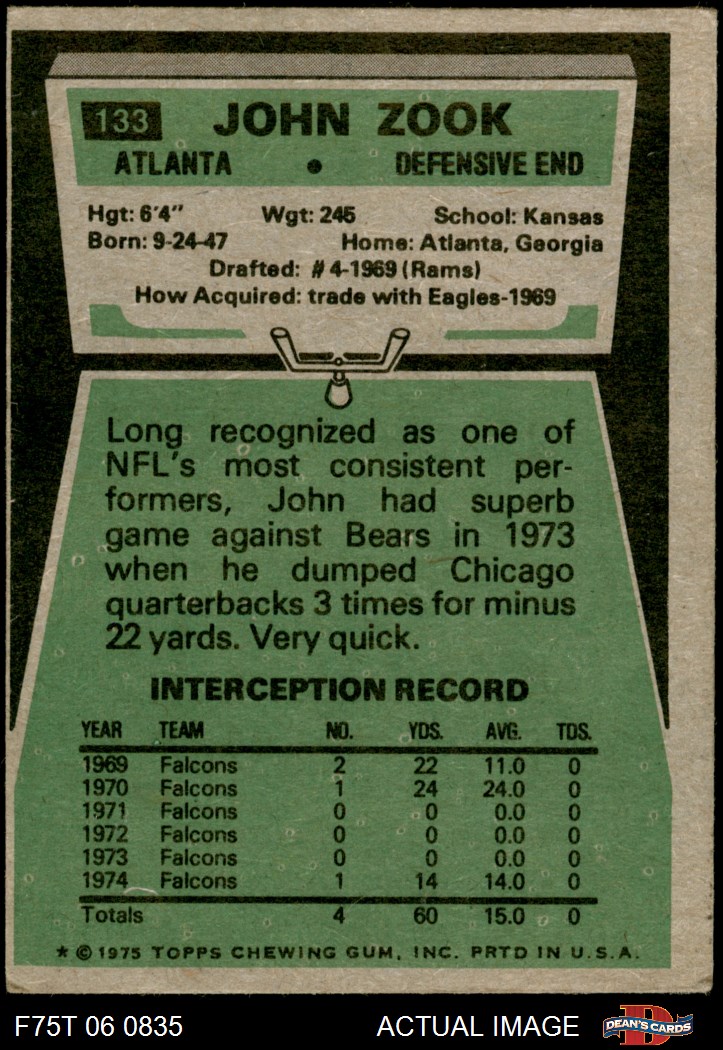 133 JOHN ZOOK
ATLANTA • DEFENSIVE END
Hgt: 6'4" Wgt: 245 School: Kansas
Born: 9-24-47 Home: Atlanta, Georgia
Drafted: #4-1969 (Rams)
How Acquired: trade with Eagles-1969
Long recognized as one of
NFL's most consistent per-
formers, John had superb
game against Bears in 1973
when he dumped Chicago
quarterbacks 3 times for minus
22 yards. Very quick.
INTERCEPTION RECORD
YEAR TEAM NO. YDS. AVG. TDS.
1969 Falcons 2 22 11.0 0
1970 Falcons 1 24 24.0 0
1971 Falcons 0 0 0.0 0
1972 Falcons 0 0 0.0 0
1973 Falcons 0 0 0.0 0
1974 Falcons 1 14 14.0 0
Totals 4 60 15.0 0
* © 1975 TOPPS CHEWING GUM, INC. PRTD IN U.S.A.
F75T 06 0835 ACTUAL IMAGE D DEAN'S CARDS